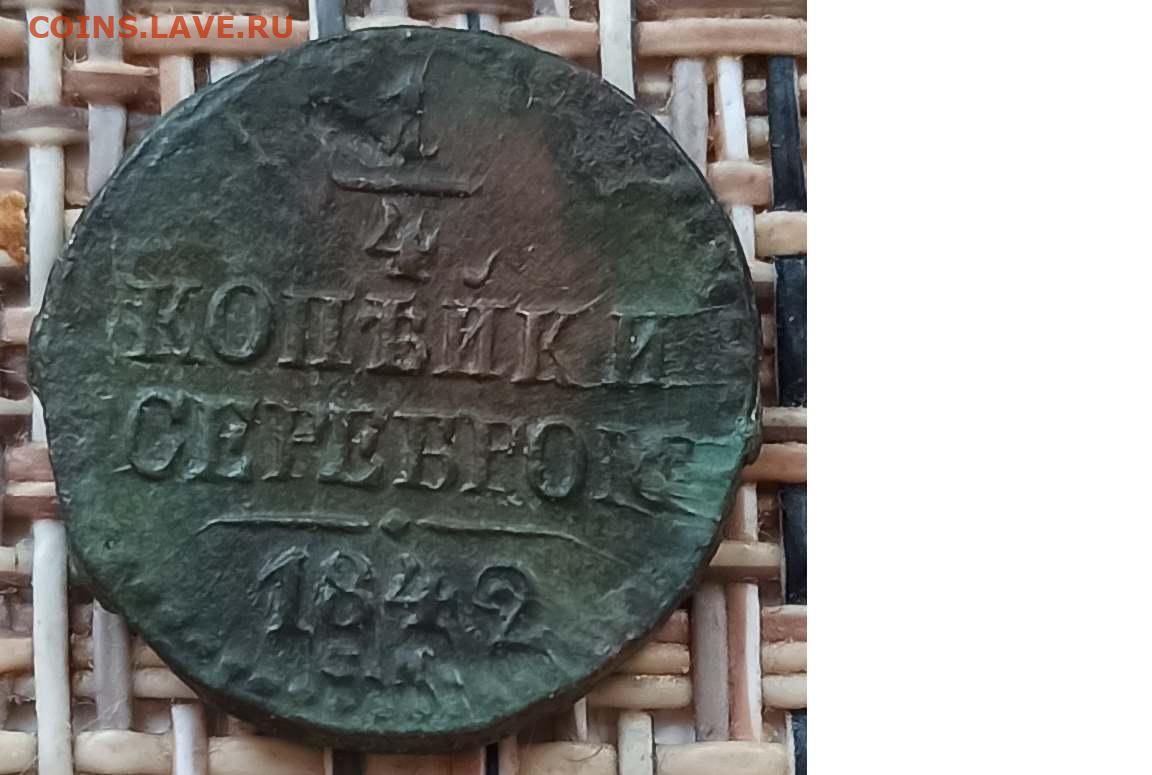 COINS.LAVE.RU
1
4
КОПѢЙКИ
СЕРЕБРОМЪ
1842